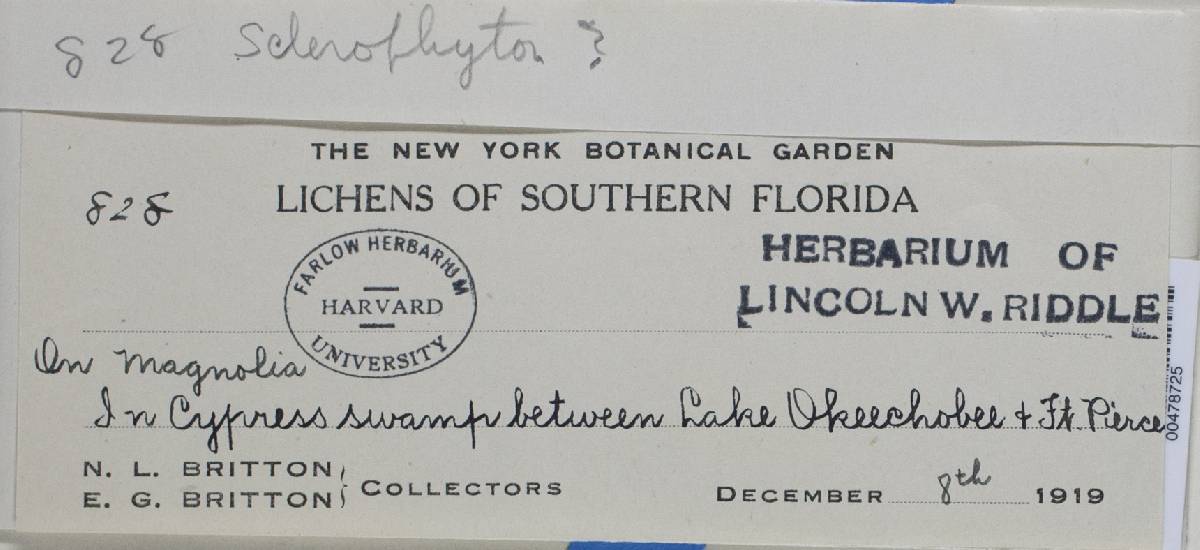 828 Sclerophyton ?
THE NEW YORK BOTANICAL GARDEN
828
LICHENS OF SOUTHERN FLORIDA
FARLOW HERBARIUM
HARVARD
UNIVERSITY
HERBARIUM OF
LINCOLN W. RIDDLE
On Magnolia
In Cypress swamp between Lake Okeechobee & Ft. Pierce
N. L. BRITTON
E. G. BRITTON
COLLECTORS
DECEMBER 8th 1919
00478725